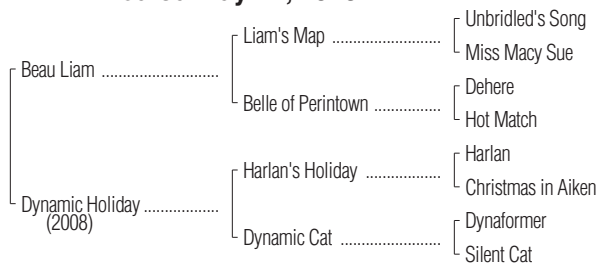 Unbridled's Song
Liam's Map
Miss Macy Sue
Beau Liam
Dehere
Belle of Perintown
Hot Match
Harlan
Harlan's Holiday
Christmas in Aiken
Dynamic Holiday
(2008)
Dynaformer
Dynamic Cat
Silent Cat